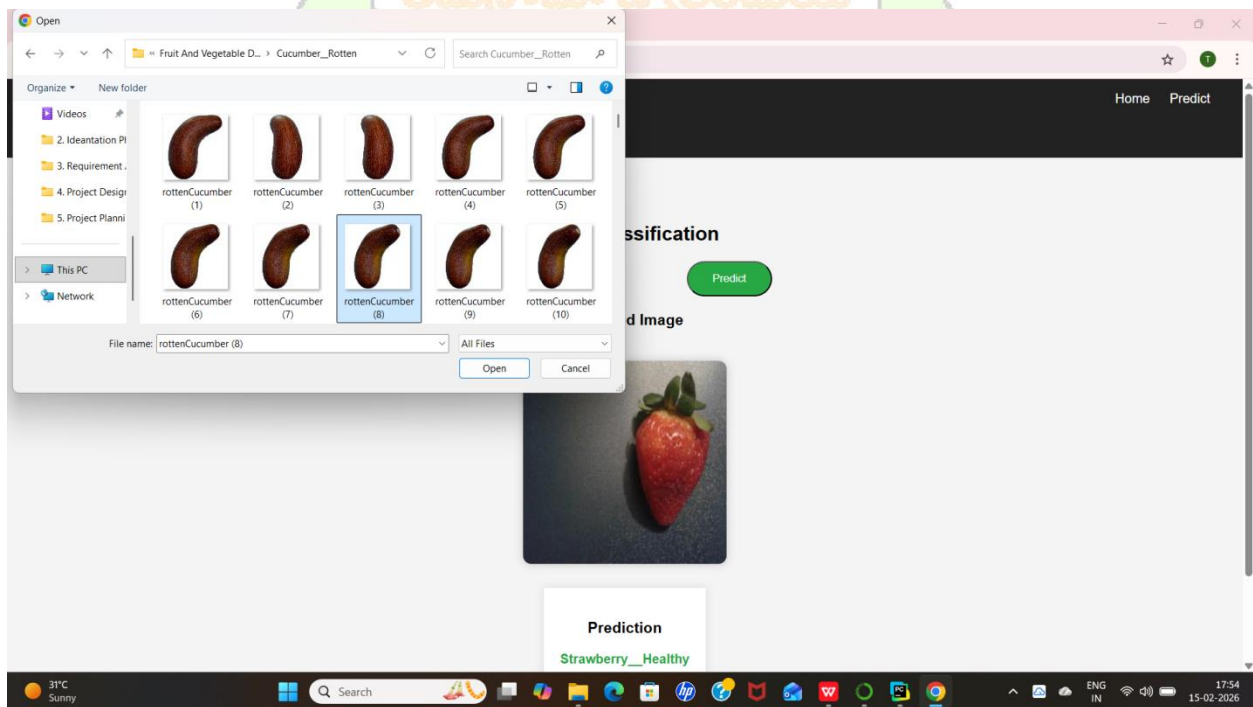 Open
« Fruit And Vegetable D... › Cucumber__Rotten
Search Cucumber__Rotten
Organize
New folder
Videos
2. Ideantation Pl
3. Requirement .
4. Project Design
5. Project Planni
This PC
Network
rottenCucumber (1)
rottenCucumber (2)
rottenCucumber (3)
rottenCucumber (4)
rottenCucumber (5)
rottenCucumber (6)
rottenCucumber (7)
rottenCucumber (8)
rottenCucumber (9)
rottenCucumber (10)
File name: rottenCucumber (8)
All Files
Open
Cancel
T
Home Predict
ssification
Predict
d Image
Prediction
Strawberry__Healthy
31°C
Sunny
Search
ENG
IN
17:54
15-02-2026